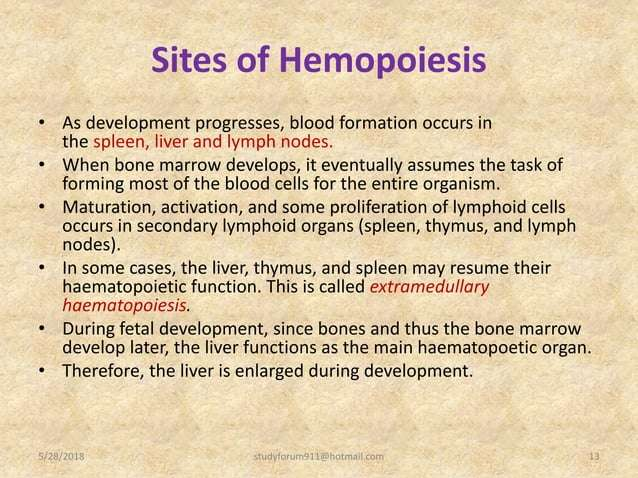 Sites of Hemopoiesis
• As development progresses, blood formation occurs in
the spleen, liver and lymph nodes.
• When bone marrow develops, it eventually assumes the task of
forming most of the blood cells for the entire organism.
• Maturation, activation, and some proliferation of lymphoid cells
occurs in secondary lymphoid organs (spleen, thymus, and lymph
nodes).
• In some cases, the liver, thymus, and spleen may resume their
haematopoietic function. This is called extramedullary
haematopoiesis.
• During fetal development, since bones and thus the bone marrow
develop later, the liver functions as the main haematopoetic organ.
• Therefore, the liver is enlarged during development.
5/28/2018 studyforum911@hotmail.com 13